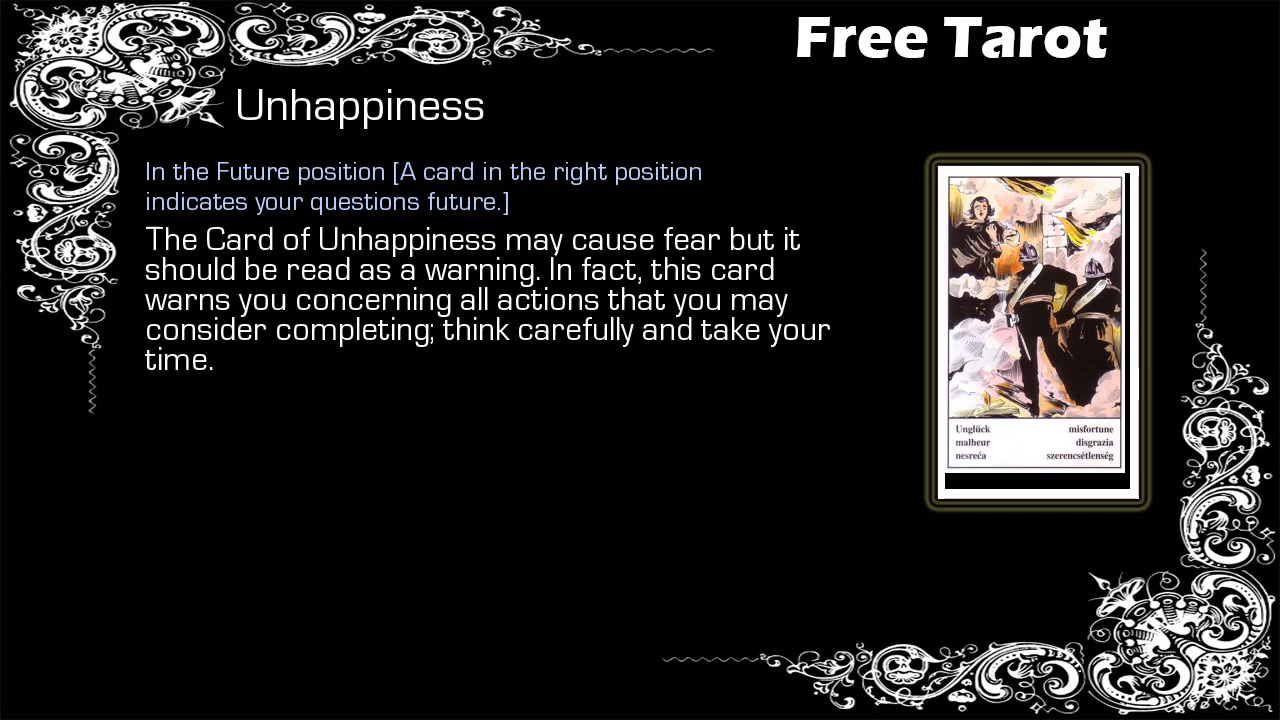 Free Tarot
Unhappiness
In the Future position [A card in the right position
indicates your questions future.]
The Card of Unhappiness may cause fear but it
should be read as a warning. In fact, this card
warns you concerning all actions that you may
consider completing; think carefully and take your
time.
Unglück misfortune
malheur disgrazia
nesreća szerencsétlenség